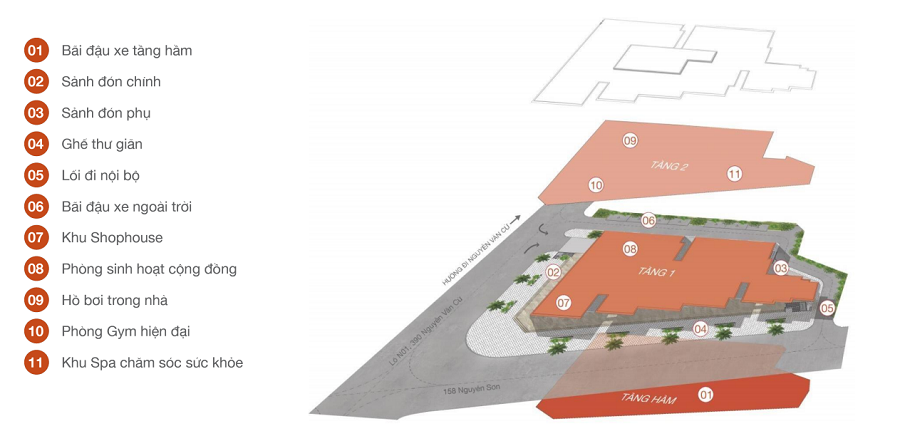 01 Bãi đậu xe tầng hầm
02 Sảnh đón chính
03 Sảnh đón phụ
04 Ghế thư giãn
05 Lối đi nội bộ
06 Bãi đậu xe ngoài trời
07 Khu Shophouse
08 Phòng sinh hoạt cộng đồng
09 Hồ bơi trong nhà
10 Phòng Gym hiện đại
11 Khu Spa chăm sóc sức khỏe
09
TẦNG 2
11
10
06
HƯỚNG ĐI NGUYỄN VĂN CỪ
08
02
TẦNG 1
03
07
05
04
Lô N01, 390 Nguyễn Văn Cừ
158 Nguyễn Sơn
TẦNG HẦM
01